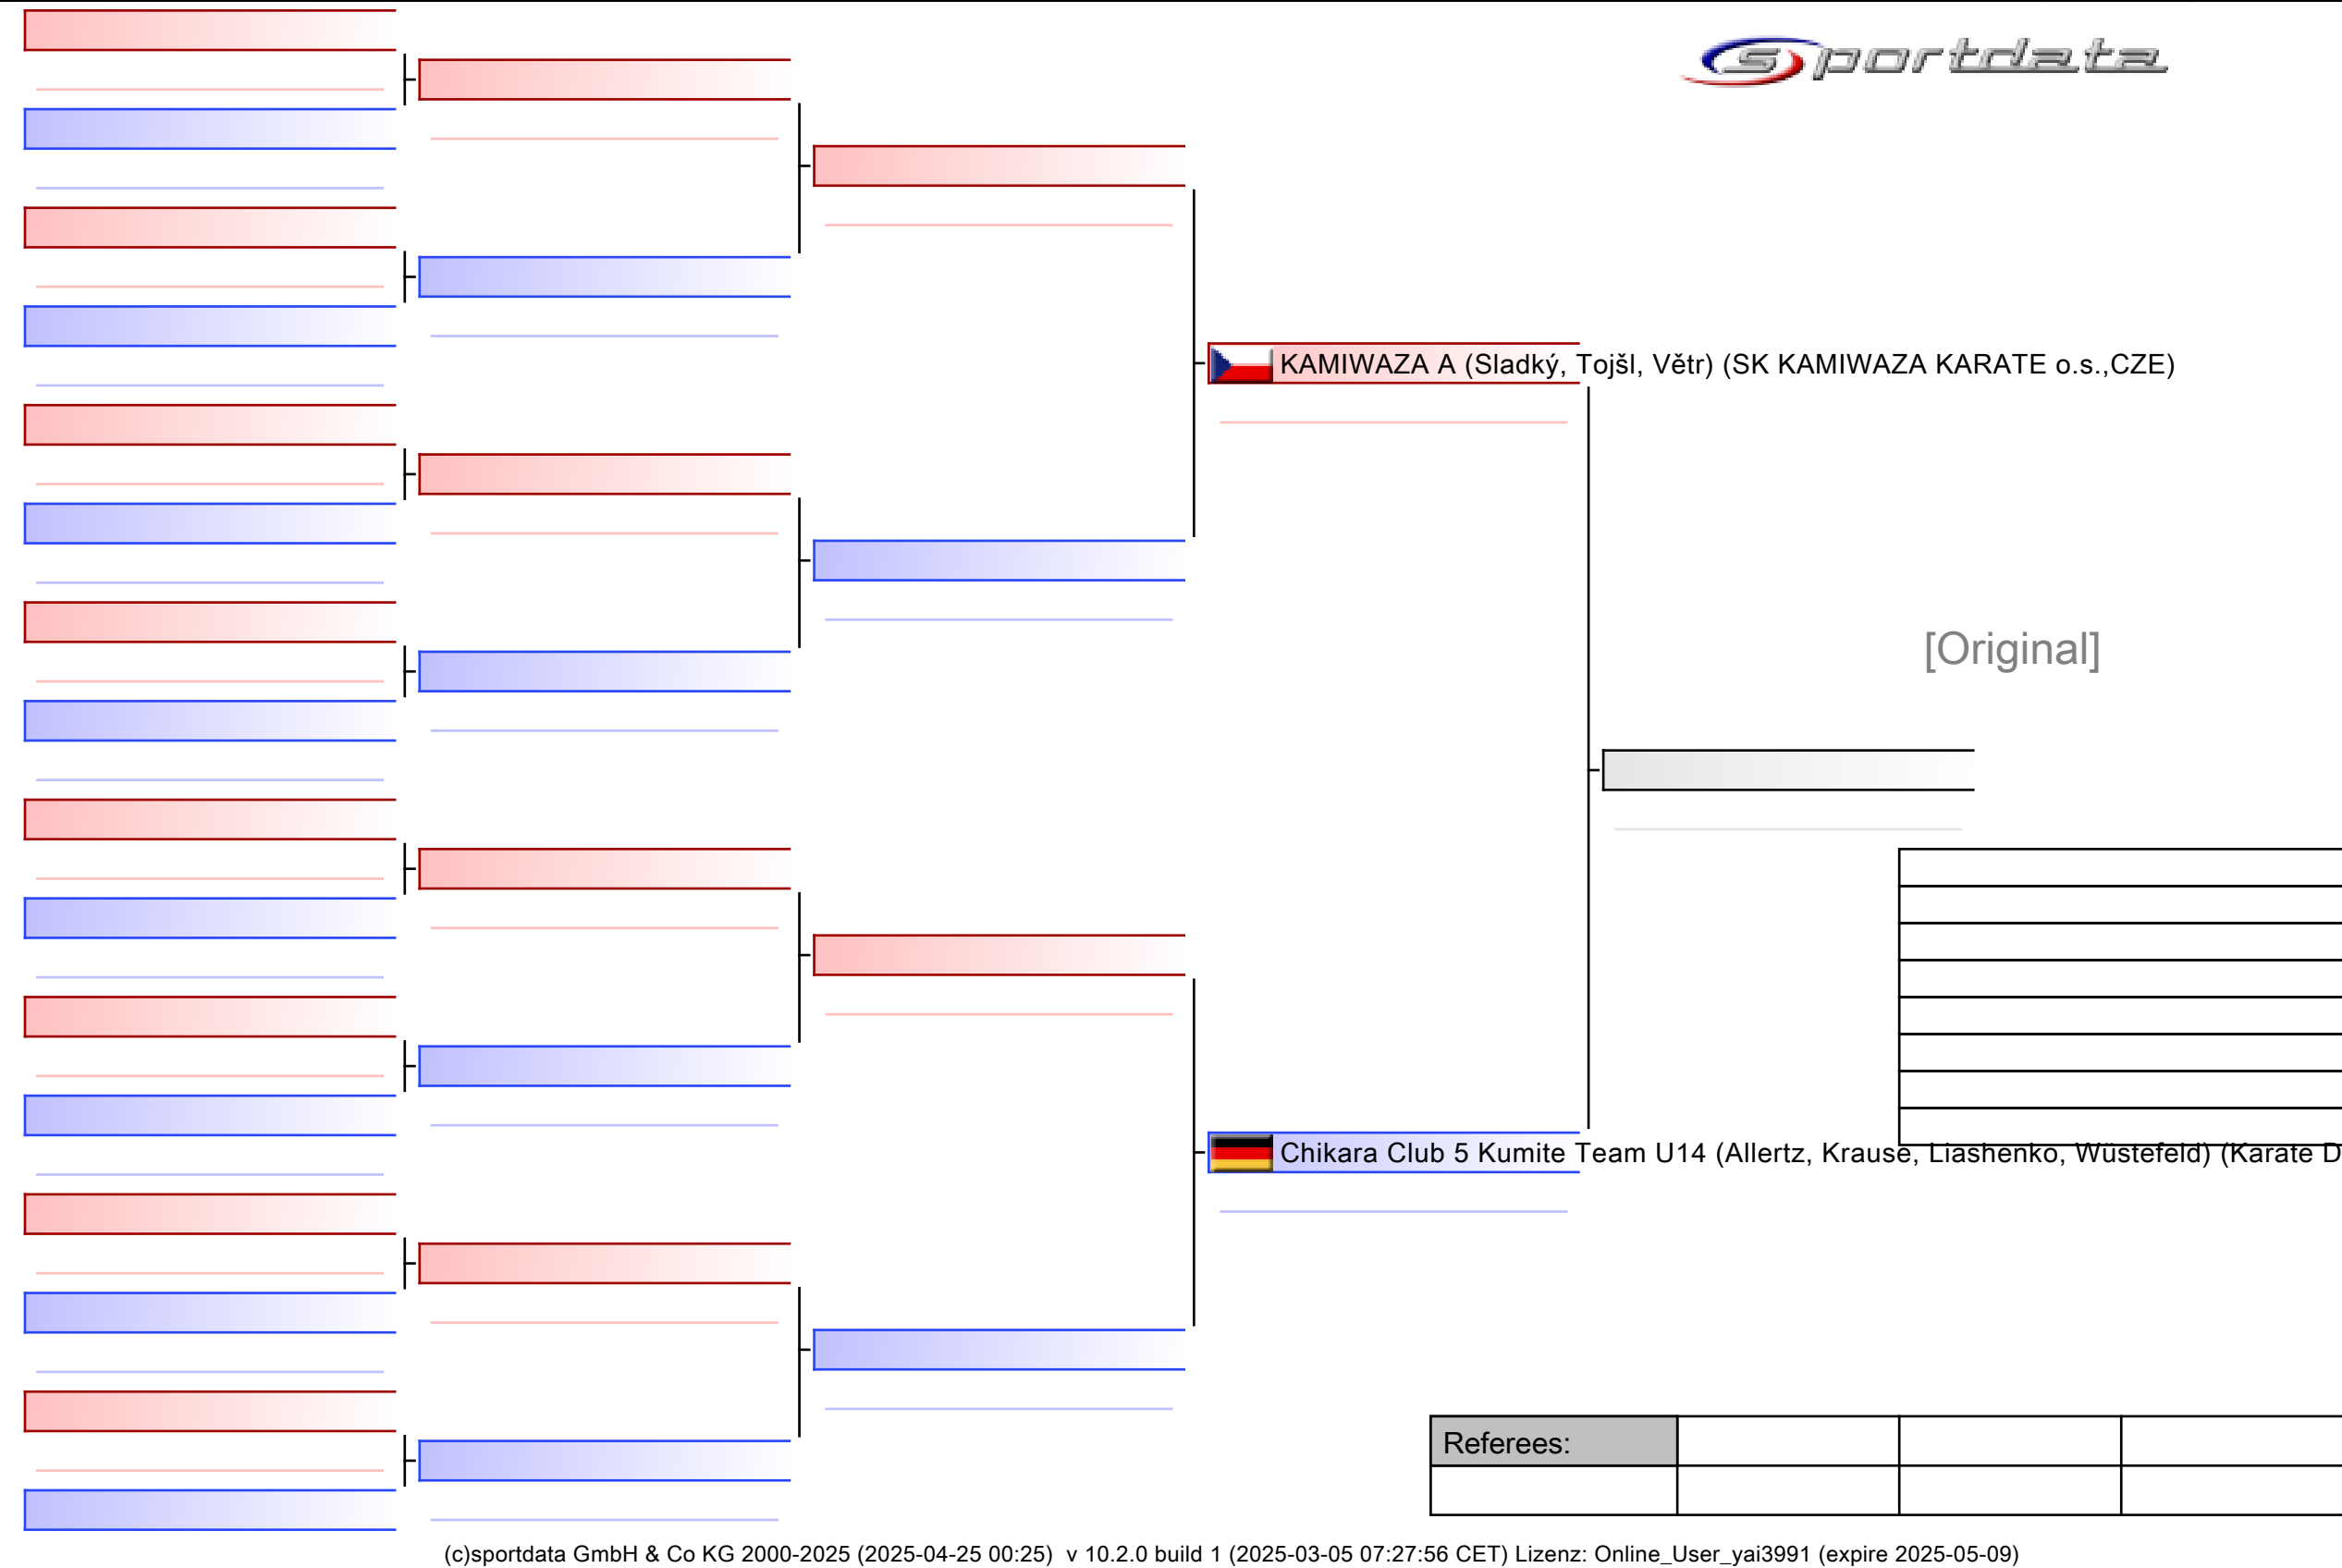 sportdata
KAMIWAZA A (Sladký, Tojšl, Větr) (SK KAMIWAZA KARATE o.s.,CZE)
[Original]
Chikara Club 5 Kumite Team U14 (Allertz, Krause, Liashenko, Wüstefeld) (Karate D
Referees:
(c)sportdata GmbH & Co KG 2000-2025 (2025-04-25 00:25) v 10.2.0 build 1 (2025-03-05 07:27:56 CET) Lizenz: Online_User_yai3991 (expire 2025-05-09)